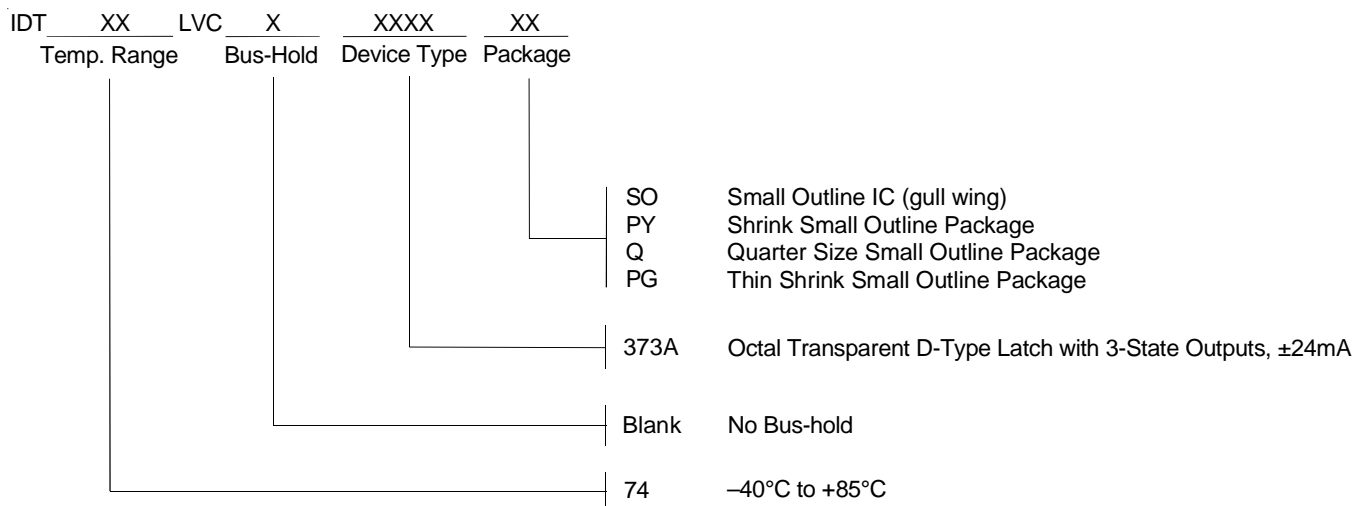 IDT XX LVC X XXXX XX
Temp. Range Bus-Hold Device Type Package
SO Small Outline IC (gull wing)
PY Shrink Small Outline Package
Q Quarter Size Small Outline Package
PG Thin Shrink Small Outline Package
373A Octal Transparent D-Type Latch with 3-State Outputs, ±24mA
Blank No Bus-hold
74 –40°C to +85°C